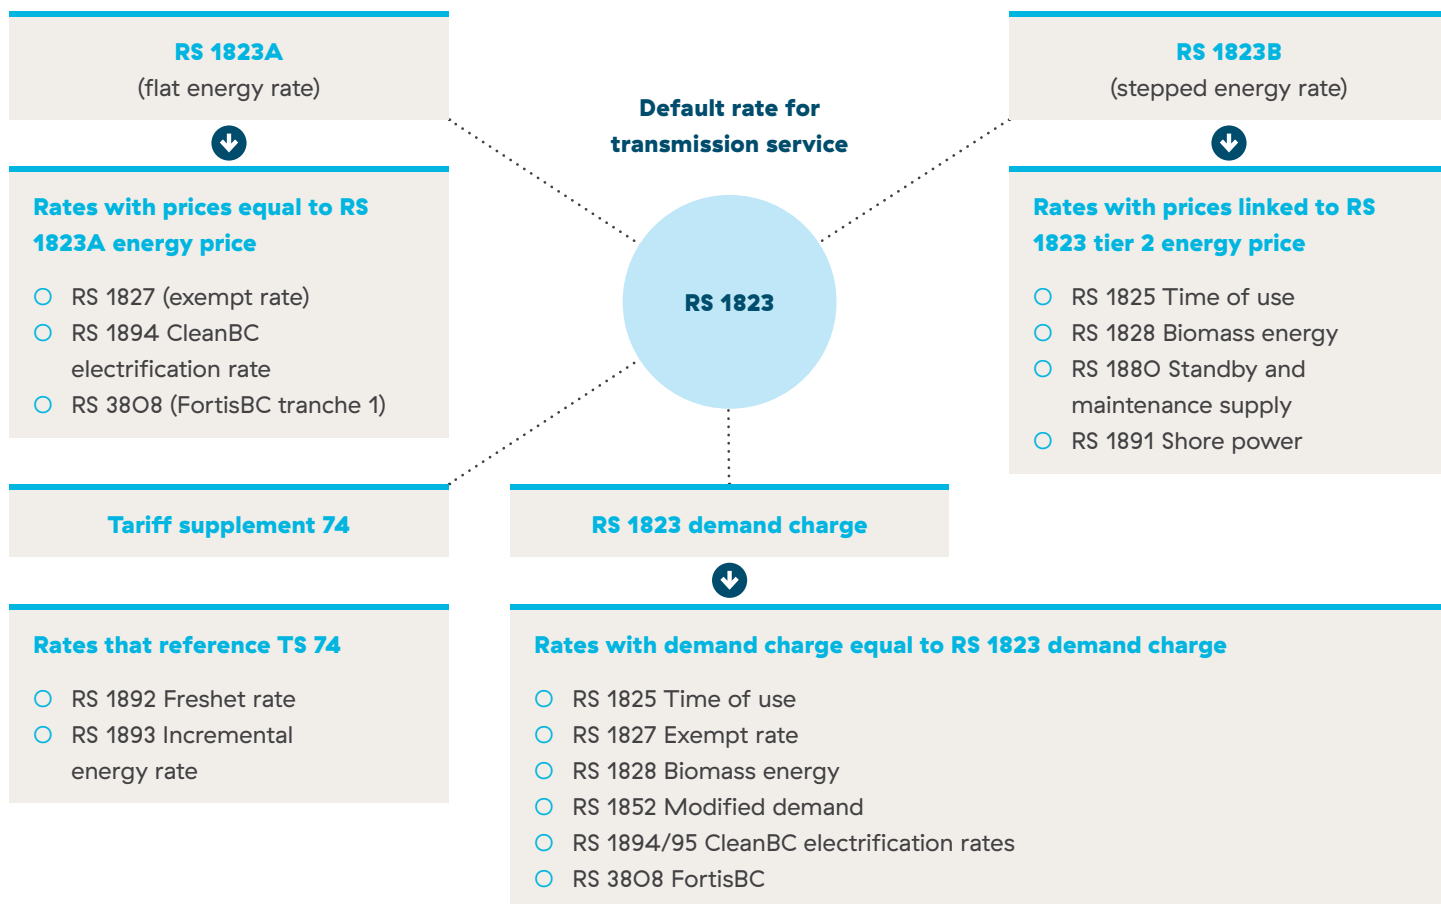 RS 1823A
(flat energy rate)
Rates with prices equal to RS
1823A energy price
RS 1827 (exempt rate)
RS 1894 CleanBC
electrification rate
RS 3808 (FortisBC tranche 1)
Default rate for
transmission service
RS 1823
RS 1823B
(stepped energy rate)
Rates with prices linked to RS
1823 tier 2 energy price
RS 1825 Time of use
RS 1828 Biomass energy
RS 1880 Standby and
maintenance supply
RS 1891 Shore power
Tariff supplement 74
Rates that reference TS 74
RS 1892 Freshet rate
RS 1893 Incremental
energy rate
RS 1823 demand charge
Rates with demand charge equal to RS 1823 demand charge
RS 1825 Time of use
RS 1827 Exempt rate
RS 1828 Biomass energy
RS 1852 Modified demand
RS 1894/95 CleanBC electrification rates
RS 3808 FortisBC